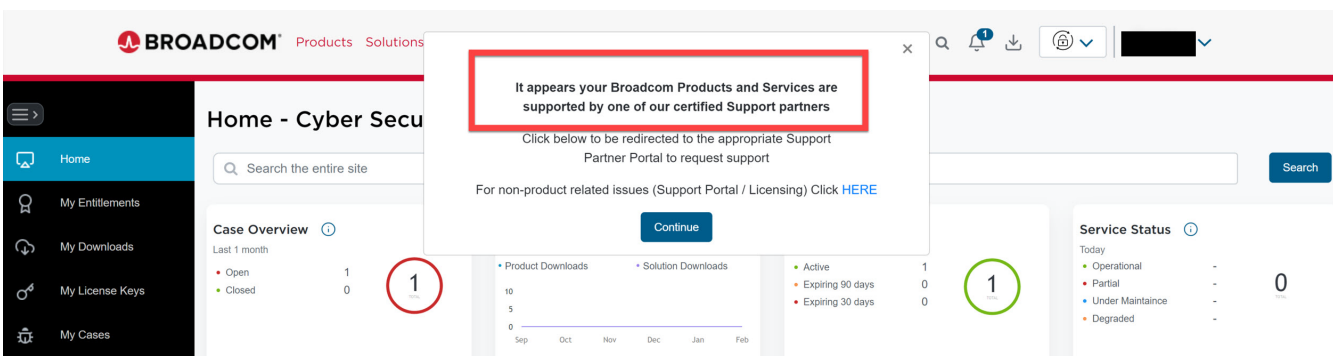 BROADCOM
Products Solutions
1
It appears your Broadcom Products and Services are
supported by one of our certified Support partners
Click below to be redirected to the appropriate Support
Partner Portal to request support
For non-product related issues (Support Portal / Licensing) Click HERE
Continue
Home
My Entitlements
My Downloads
My License Keys
My Cases
Home - Cyber Secu
Search the entire site
Search
Case Overview
Last 1 month
Open 1
Closed 0
1
TOTAL
Product Downloads Solution Downloads
10
5
0
Sep Oct Nov Dec Jan Feb
Active 1
Expiring 90 days 0
Expiring 30 days 0
1
TOTAL
Service Status
Today
Operational -
Partial -
Under Maintaince -
Degraded -
0
TOTAL